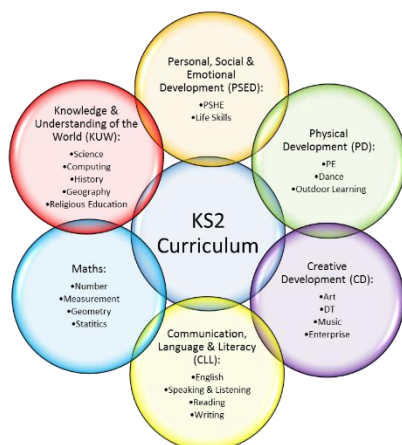 Personal, Social &
Emotional
Development (PSED):
•PSHE
•Life Skills
Physical
Development (PD):
•PE
•Dance
•Outdoor Learning
Creative
Development (CD):
•Art
•DT
•Music
•Enterprise
Communication,
Language & Literacy
(CLL):
•English
•Speaking & Listening
•Reading
•Writing
Maths:
•Number
•Measurement
•Geometry
•Statitics
Knowledge &
Understanding of the
World (KUW):
•Science
•Computing
•History
•Geography
•Religious Education
KS2
Curriculum